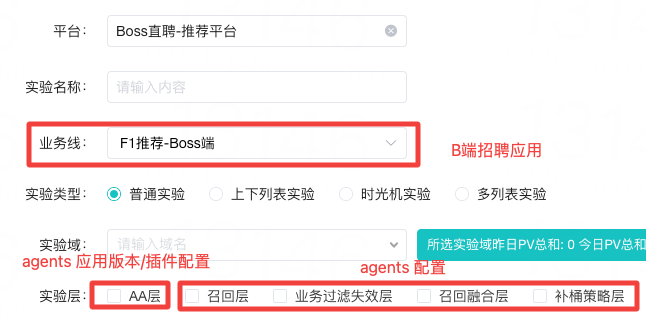 平台： Boss直聘-推荐平台
实验名称： 请输入内容
业务线： F1推荐-Boss端
B端招聘应用
实验类型： 普通实验 上下列表实验 时光机实验 多列表实验
实验域： 请输入域名 所选实验域昨日PV总和: 0 今日PV总和
agents 应用版本/插件配置 agents 配置
实验层： AA层 召回层 业务过滤失效层 召回融合层 补桶策略层